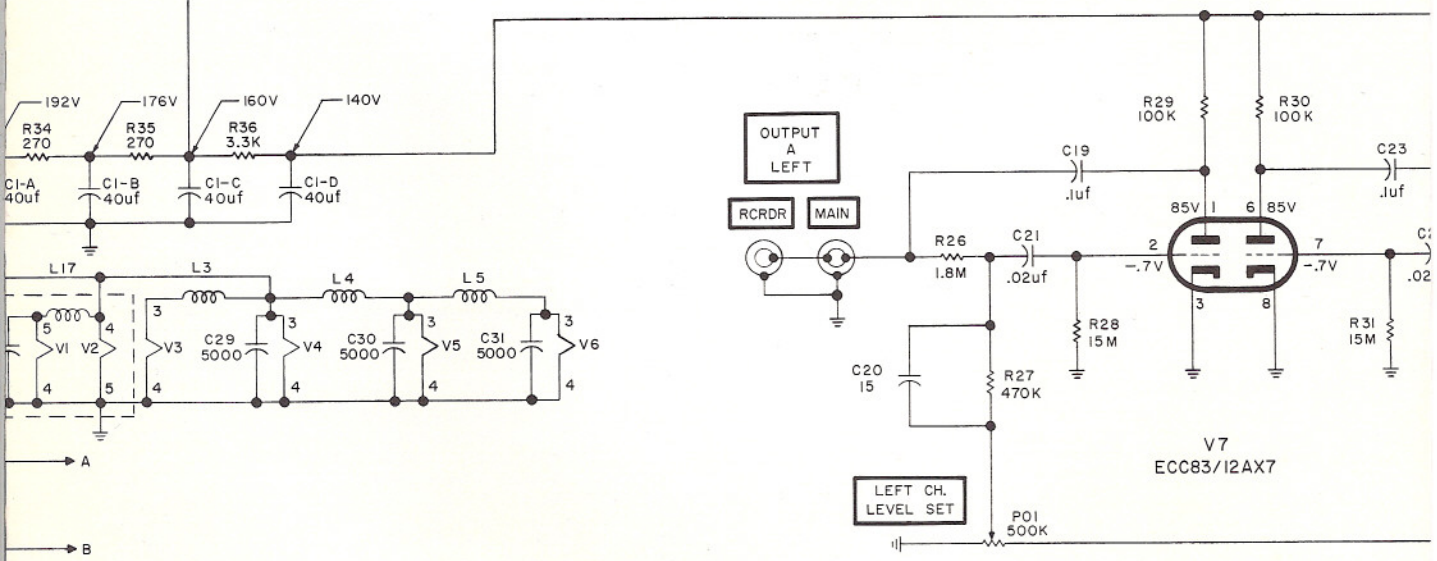 192V
176V
160V
140V
R34
270
R35
270
R36
3.3K
C1-A
40uf
C1-B
40uf
C1-C
40uf
C1-D
40uf
L17
L3
L4
L5
5
4
3
3
3
3
V1
V2
V3
C29
5000
V4
C30
5000
V5
C31
5000
V6
4
5
4
4
4
4
A
B
OUTPUT
A
LEFT
RCRDR
MAIN
C19
.1uf
R29
100K
R30
100K
C23
.1uf
85V
1
6
85V
R26
1.8M
C21
.02uf
2
-.7V
7
-.7V
.02
3
8
R28
15M
R31
15M
C20
15
R27
470K
V7
ECC83/12AX7
LEFT CH.
LEVEL SET
P01
500K